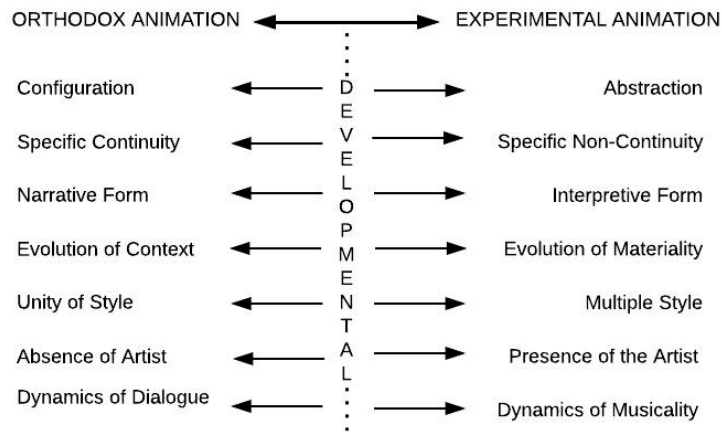 ORTHODOX ANIMATION EXPERIMENTAL ANIMATION
Configuration Abstraction
Specific Continuity Specific Non-Continuity
Narrative Form Interpretive Form
Evolution of Context Evolution of Materiality
Unity of Style Multiple Style
Absence of Artist Presence of the Artist
Dynamics of Dialogue Dynamics of Musicality
DEVELOPMENTAL